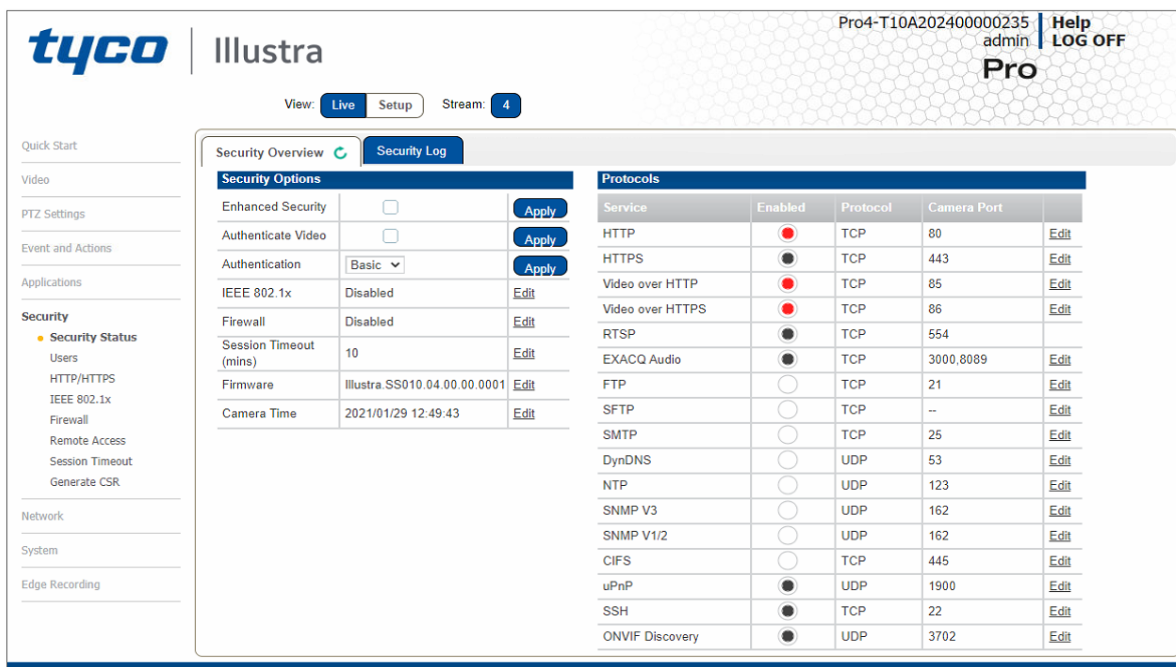 tyco Illustra
Pro4-T10A202400000235 Help
admin LOG OFF
Pro
View: Live Setup Stream: 4
Quick Start
Video
PTZ Settings
Event and Actions
Applications
Security
Security Status
Users
HTTP/HTTPS
IEEE 802.1x
Firewall
Remote Access
Session Timeout
Generate CSR
Network
System
Edge Recording
Security Overview Security Log
Security Options
Enhanced Security Apply
Authenticate Video Apply
Authentication Basic Apply
IEEE 802.1x Disabled Edit
Firewall Disabled Edit
Session Timeout
(mins) 10 Edit
Firmware Illustra.SS010.04.00.00.0001 Edit
Camera Time 2021/01/29 12:49:43 Edit
Protocols
Service Enabled Protocol Camera Port
HTTP TCP 80 Edit
HTTPS TCP 443 Edit
Video over HTTP TCP 85 Edit
Video over HTTPS TCP 86 Edit
RTSP TCP 554
EXACQ Audio TCP 3000,8089 Edit
FTP TCP 21 Edit
SFTP TCP -- Edit
SMTP TCP 25 Edit
DynDNS UDP 53 Edit
NTP UDP 123 Edit
SNMP V3 UDP 162 Edit
SNMP V1/2 UDP 162 Edit
CIFS TCP 445 Edit
uPnP UDP 1900 Edit
SSH TCP 22 Edit
ONVIF Discovery UDP 3702 Edit